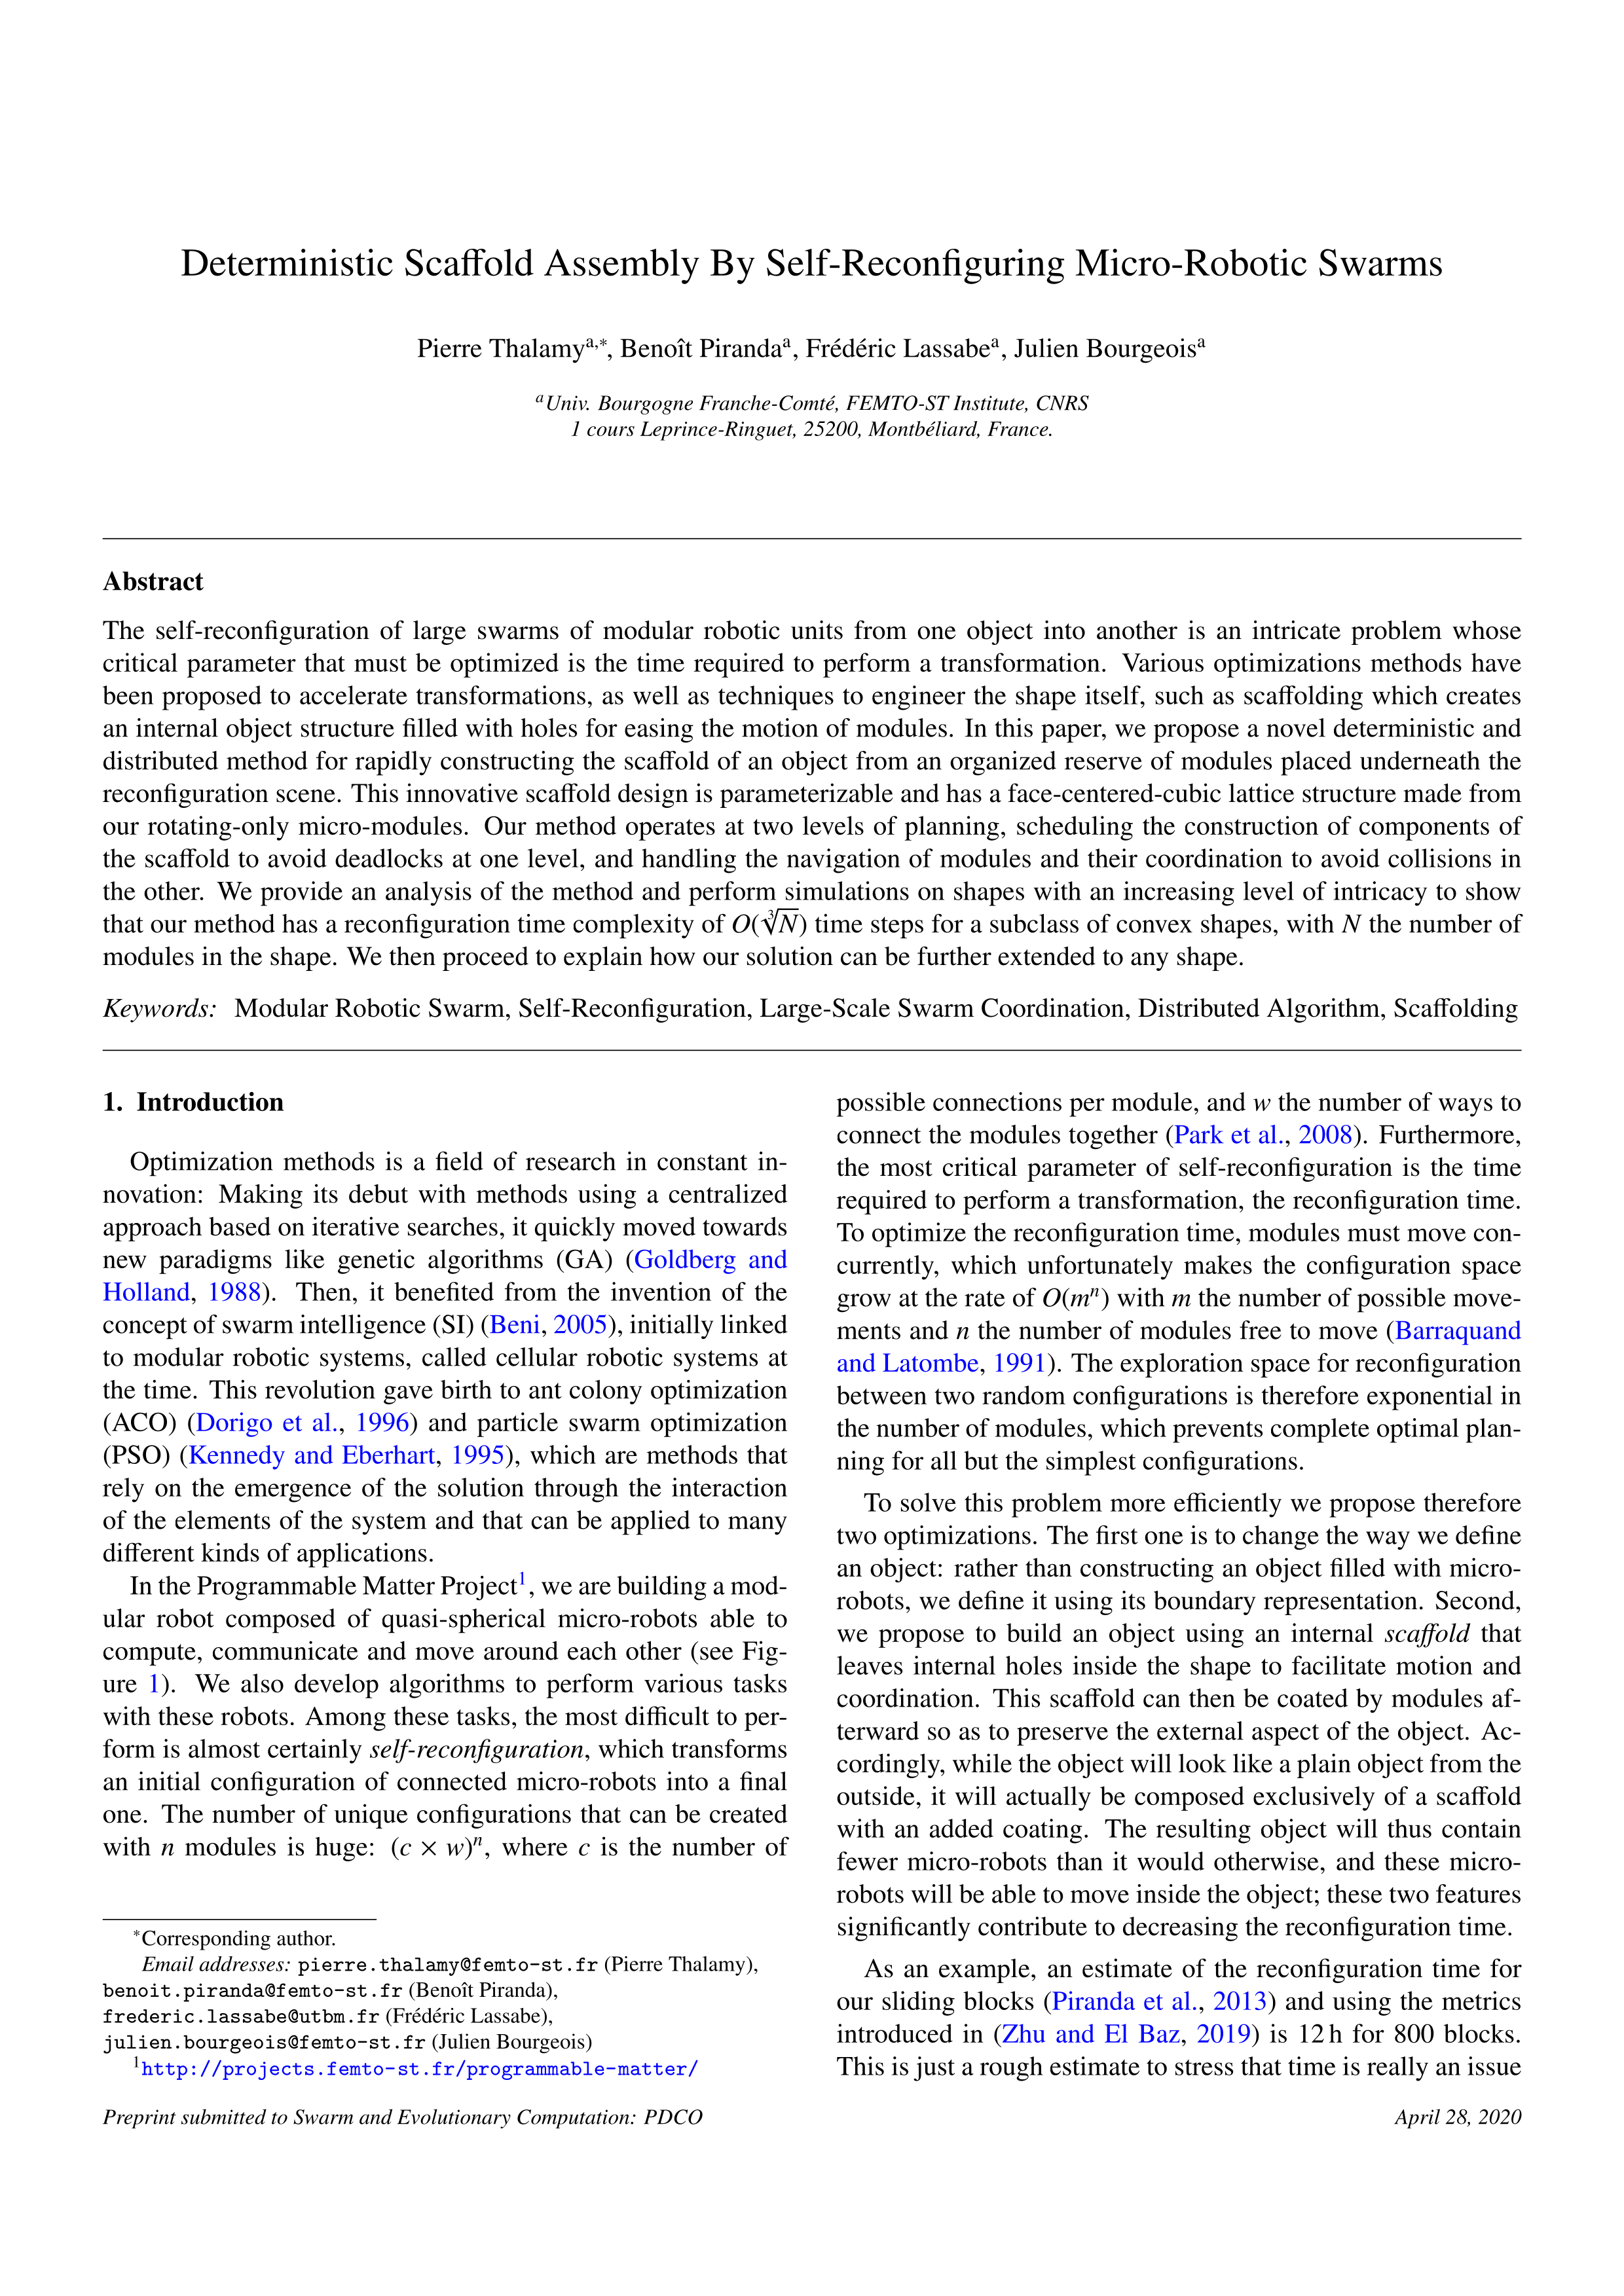 Deterministic Scaffold Assembly By Self-Reconfiguring Micro-Robotic Swarms
Pierre Thalamyᵃ,*, Benoît Pirandaᵃ, Frédéric Lassabeᵃ, Julien Bourgeoisᵃ
ᵃUniv. Bourgogne Franche-Comté, FEMTO-ST Institute, CNRS
1 cours Leprince-Ringuet, 25200, Montbéliard, France.
Abstract
The self-reconfiguration of large swarms of modular robotic units from one object into another is an intricate problem whose
critical parameter that must be optimized is the time required to perform a transformation. Various optimizations methods have
been proposed to accelerate transformations, as well as techniques to engineer the shape itself, such as scaffolding which creates
an internal object structure filled with holes for easing the motion of modules. In this paper, we propose a novel deterministic and
distributed method for rapidly constructing the scaffold of an object from an organized reserve of modules placed underneath the
reconfiguration scene. This innovative scaffold design is parameterizable and has a face-centered-cubic lattice structure made from
our rotating-only micro-modules. Our method operates at two levels of planning, scheduling the construction of components of
the scaffold to avoid deadlocks at one level, and handling the navigation of modules and their coordination to avoid collisions in
the other. We provide an analysis of the method and perform simulations on shapes with an increasing level of intricacy to show
that our method has a reconfiguration time complexity of O(∛N) time steps for a subclass of convex shapes, with N the number of
modules in the shape. We then proceed to explain how our solution can be further extended to any shape.
Keywords: Modular Robotic Swarm, Self-Reconfiguration, Large-Scale Swarm Coordination, Distributed Algorithm, Scaffolding
1. Introduction
Optimization methods is a field of research in constant in-
novation: Making its debut with methods using a centralized
approach based on iterative searches, it quickly moved towards
new paradigms like genetic algorithms (GA) (Goldberg and
Holland, 1988). Then, it benefited from the invention of the
concept of swarm intelligence (SI) (Beni, 2005), initially linked
to modular robotic systems, called cellular robotic systems at
the time. This revolution gave birth to ant colony optimization
(ACO) (Dorigo et al., 1996) and particle swarm optimization
(PSO) (Kennedy and Eberhart, 1995), which are methods that
rely on the emergence of the solution through the interaction
of the elements of the system and that can be applied to many
different kinds of applications.
In the Programmable Matter Project¹, we are building a mod-
ular robot composed of quasi-spherical micro-robots able to
compute, communicate and move around each other (see Fig-
ure 1). We also develop algorithms to perform various tasks
with these robots. Among these tasks, the most difficult to per-
form is almost certainly self-reconfiguration, which transforms
an initial configuration of connected micro-robots into a final
one. The number of unique configurations that can be created
with n modules is huge: (c × w)ⁿ, where c is the number of
*Corresponding author.
Email addresses: pierre.thalamy@femto-st.fr (Pierre Thalamy),
benoit.piranda@femto-st.fr (Benoît Piranda),
frederic.lassabe@utbm.fr (Frédéric Lassabe),
julien.bourgeois@femto-st.fr (Julien Bourgeois)
¹http://projects.femto-st.fr/programmable-matter/
possible connections per module, and w the number of ways to
connect the modules together (Park et al., 2008). Furthermore,
the most critical parameter of self-reconfiguration is the time
required to perform a transformation, the reconfiguration time.
To optimize the reconfiguration time, modules must move con-
currently, which unfortunately makes the configuration space
grow at the rate of O(mⁿ) with m the number of possible move-
ments and n the number of modules free to move (Barraquand
and Latombe, 1991). The exploration space for reconfiguration
between two random configurations is therefore exponential in
the number of modules, which prevents complete optimal plan-
ning for all but the simplest configurations.
To solve this problem more efficiently we propose therefore
two optimizations. The first one is to change the way we define
an object: rather than constructing an object filled with micro-
robots, we define it using its boundary representation. Second,
we propose to build an object using an internal scaffold that
leaves internal holes inside the shape to facilitate motion and
coordination. This scaffold can then be coated by modules af-
terward so as to preserve the external aspect of the object. Ac-
cordingly, while the object will look like a plain object from the
outside, it will actually be composed exclusively of a scaffold
with an added coating. The resulting object will thus contain
fewer micro-robots than it would otherwise, and these micro-
robots will be able to move inside the object; these two features
significantly contribute to decreasing the reconfiguration time.
As an example, an estimate of the reconfiguration time for
our sliding blocks (Piranda et al., 2013) and using the metrics
introduced in (Zhu and El Baz, 2019) is 12 h for 800 blocks.
This is just a rough estimate to stress that time is really an issue
Preprint submitted to Swarm and Evolutionary Computation: PDCO
April 28, 2020